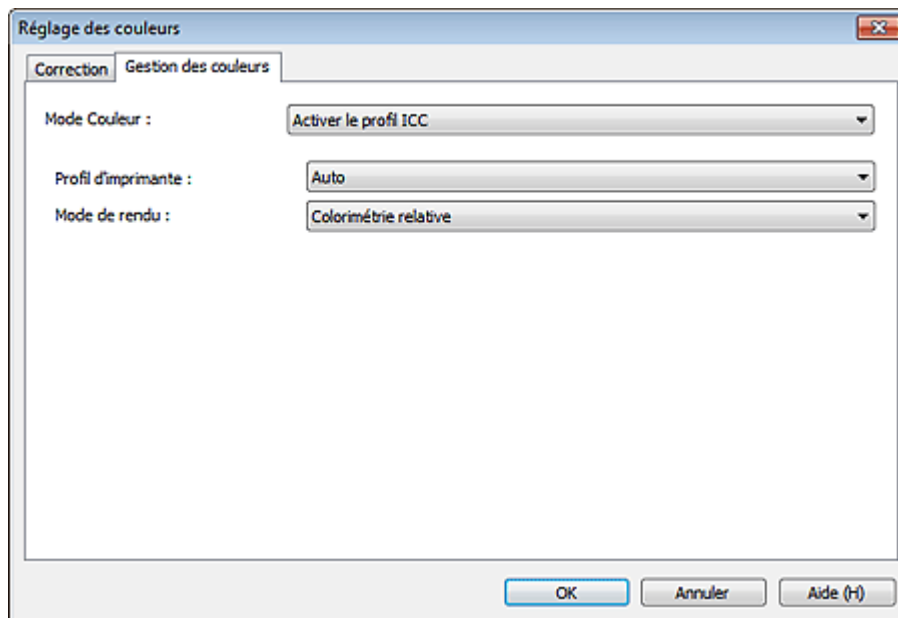 Réglage des couleurs
Correction Gestion des couleurs
Mode Couleur : Activer le profil ICC
Profil d'imprimante : Auto
Mode de rendu : Colorimétrie relative
OK Annuler Aide (H)